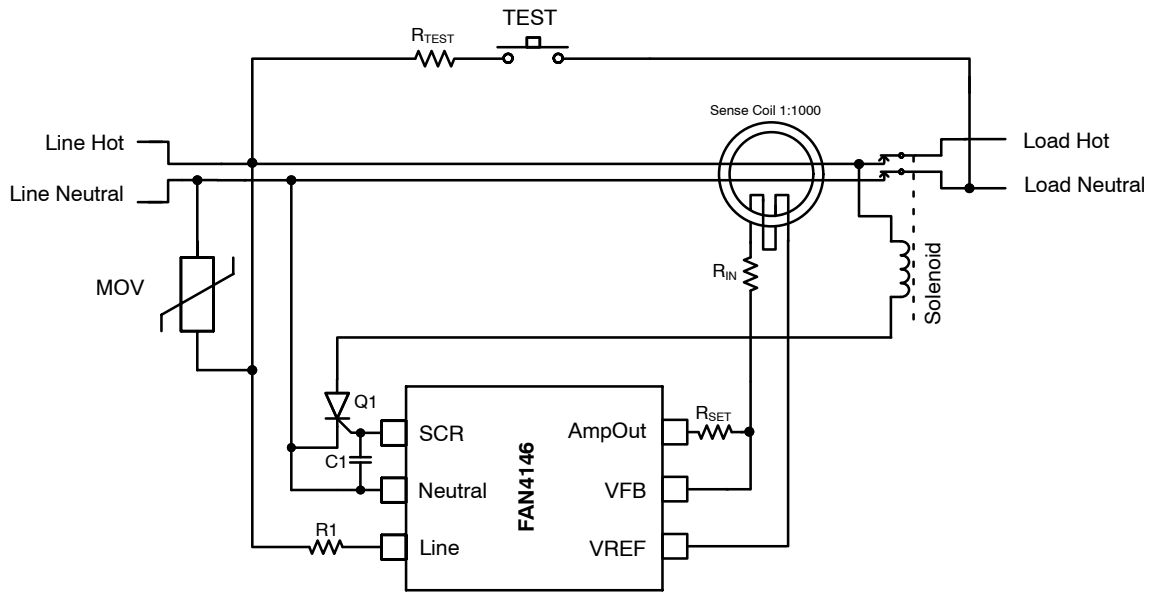 TEST
RTEST
Sense Coil 1:1000
Line Hot
Load Hot
Line Neutral
Load Neutral
RIN
MOV
Solenoid
Q1
RSET
SCR
AmpOut
C1
FAN4146
Neutral
VFB
R1
Line
VREF